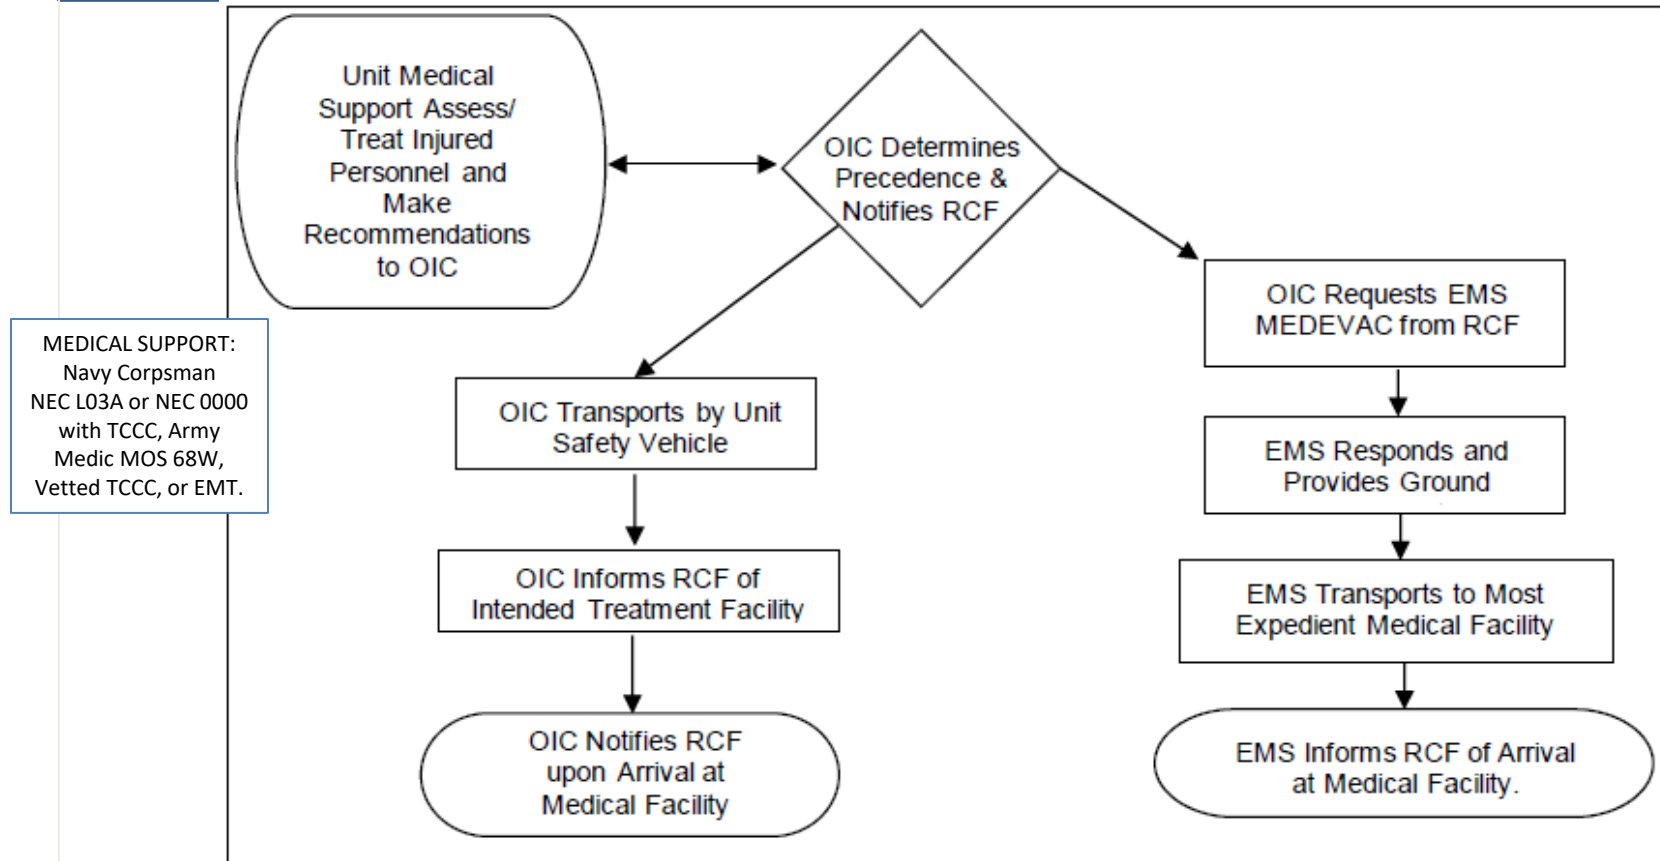 Unit Medical
Support Assess/
Treat Injured
Personnel and
Make
Recommendations
to OIC
OIC Determines
Precedence &
Notifies RCF
OIC Requests EMS
MEDEVAC from RCF
MEDICAL SUPPORT:
Navy Corpsman
NEC L03A or NEC 0000
with TCCC, Army
Medic MOS 68W,
Vetted TCCC, or EMT.
OIC Transports by Unit
Safety Vehicle
EMS Responds and
Provides Ground
OIC Informs RCF of
Intended Treatment Facility
EMS Transports to Most
Expedient Medical Facility
OIC Notifies RCF
upon Arrival at
Medical Facility
EMS Informs RCF of Arrival
at Medical Facility.